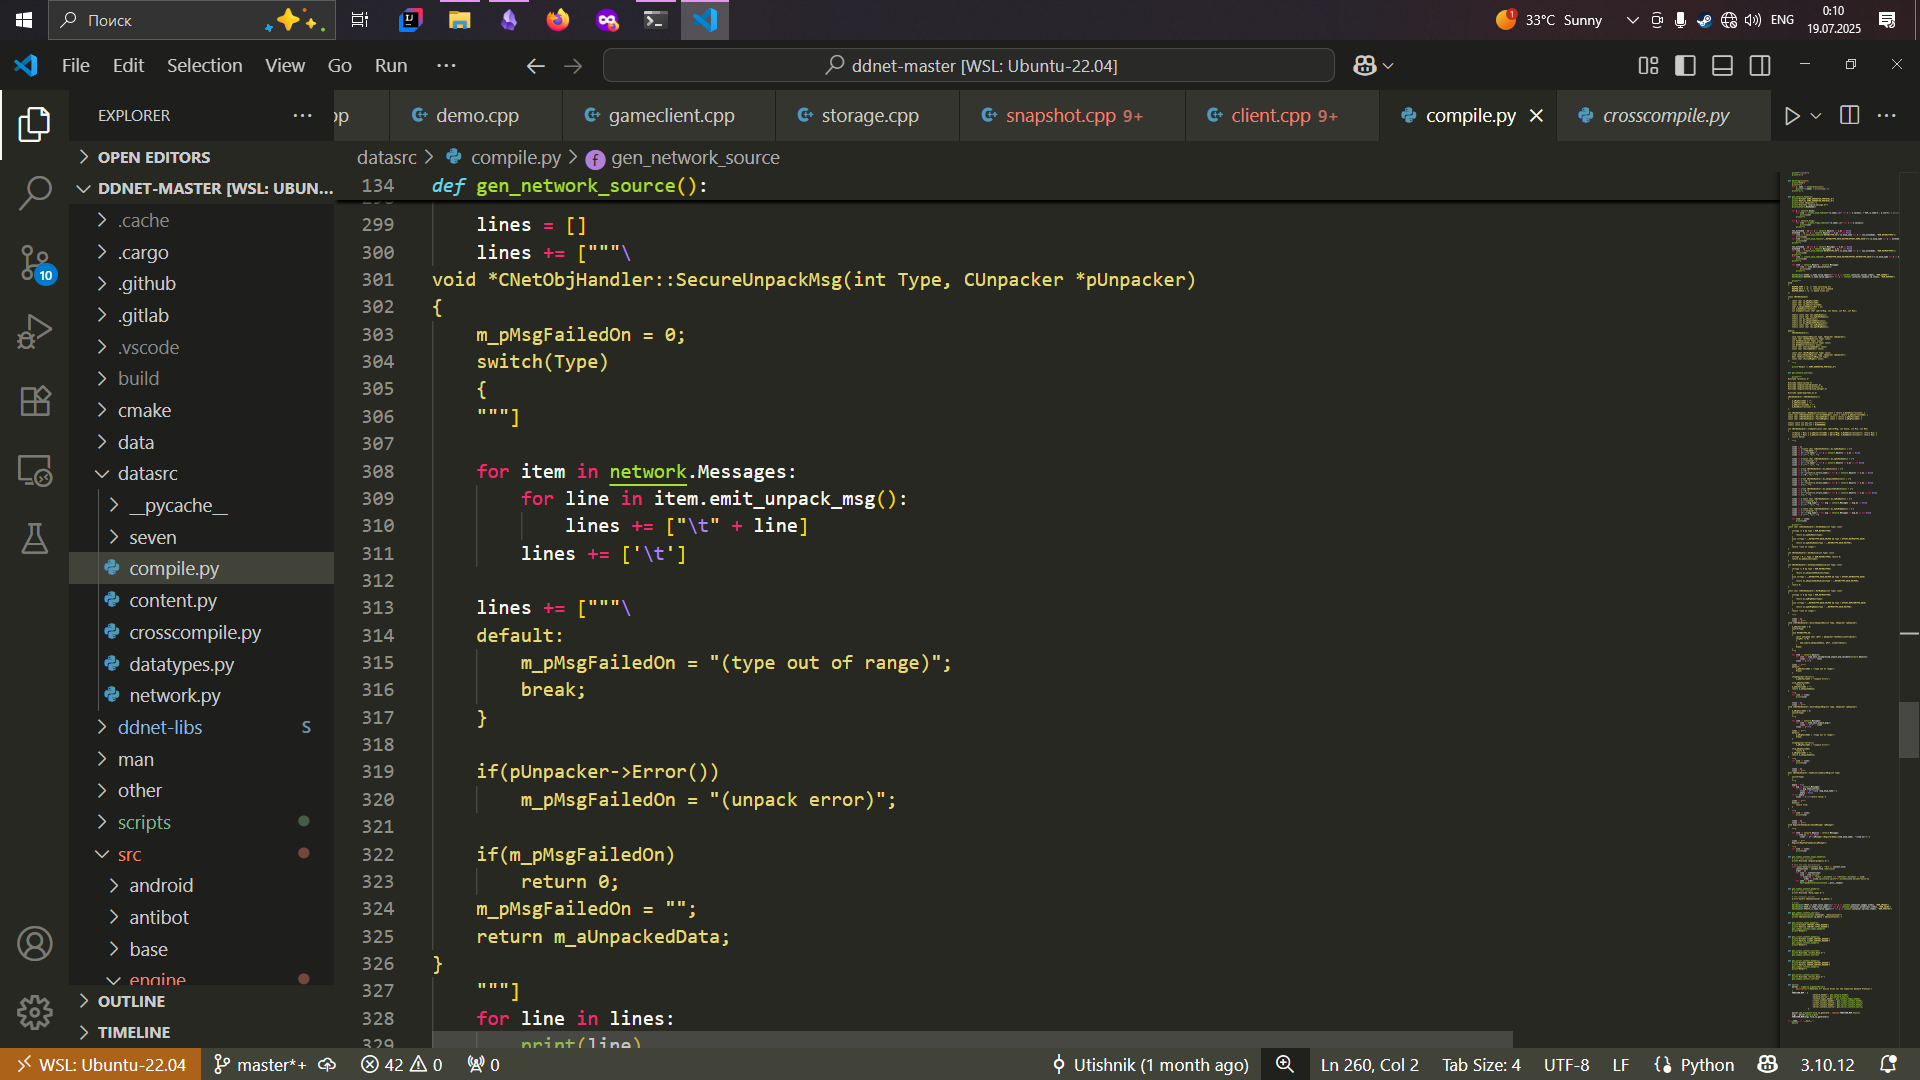 Поиск
33°C Sunny
ENG
0:10
19.07.2025
File Edit Selection View Go Run ···
ddnet-master [WSL: Ubuntu-22.04]
EXPLORER
pp
demo.cpp
gameclient.cpp
storage.cpp
snapshot.cpp 9+
client.cpp 9+
compile.py
crosscompile.py
datasrc > compile.py > gen_network_source
OPEN EDITORS
DDNET-MASTER [WSL: UBUN...
.cache
.cargo
.github
.gitlab
.vscode
build
cmake
data
datasrc
__pycache__
seven
compile.py
content.py
crosscompile.py
datatypes.py
network.py
ddnet-libs S
man
other
scripts
src
android
antibot
base
engine
OUTLINE
TIMELINE
10
134 def gen_network_source():
299 lines = []
300 lines += ["""\
301 void *CNetObjHandler::SecureUnpackMsg(int Type, CUnpacker *pUnpacker)
302 {
303 m_pMsgFailedOn = 0;
304 switch(Type)
305 {
306 """]
307
308 for item in network.Messages:
309 for line in item.emit_unpack_msg():
310 lines += ["\t" + line]
311 lines += ['\t']
312
313 lines += ["""\
314 default:
315 m_pMsgFailedOn = "(type out of range)";
316 break;
317 }
318
319 if(pUnpacker->Error())
320 m_pMsgFailedOn = "(unpack error)";
321
322 if(m_pMsgFailedOn)
323 return 0;
324 m_pMsgFailedOn = "";
325 return m_aUnpackedData;
326 }
327 """]
328 for line in lines:
329 print(line)
WSL: Ubuntu-22.04
master*+
42 0
0
Utishnik (1 month ago)
Ln 260, Col 2
Tab Size: 4
UTF-8
LF
Python
3.10.12